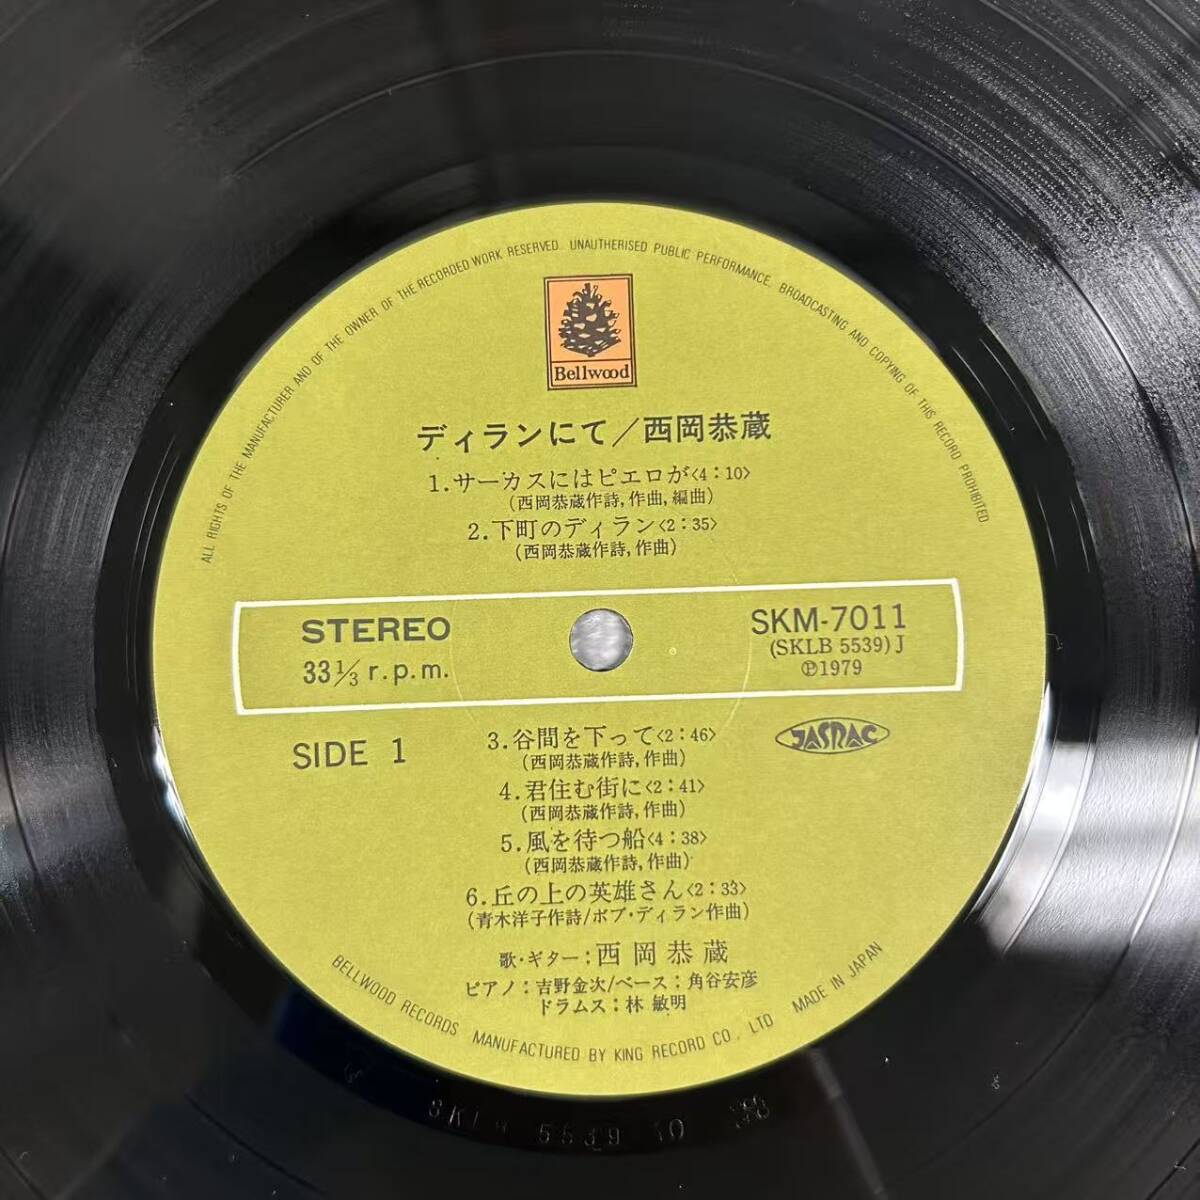 ALL RIGHTS OF THE MANUFACTURER AND OF THE OWNER OF THE RECORDED WORK RESERVED. UNAUTHORISED PUBLIC PERFORMANCE, BROADCASTING AND COPYING OF THIS RECORD PROHIBITED
Bellwood
ディランにて/西岡恭蔵
1.サーカスにはピエロが<4:10>
(西岡恭蔵作詩,作曲,編曲)
2.下町のディラン<2:35>
(西岡恭蔵作詩,作曲)
STEREO
33 1/3 r.p.m.
SKM-7011
(SKLB 5539) J
Ⓟ1979
SIDE 1
JASRAC
3.谷間を下って<2:46>
(西岡恭蔵作詩,作曲)
4.君住む街に<2:41>
(西岡恭蔵作詩,作曲)
5.風を待つ船<4:38>
(西岡恭蔵作詩,作曲)
6.丘の上の英雄さん<2:33>
(青木洋子作詩/ボブ・ディラン作曲)
歌・ギター:西岡恭蔵
ピアノ:吉野金次/ベース:角谷安彦
ドラムス:林 敏明
BELLWOOD RECORDS MANUFACTURED BY KING RECORD CO., LTD MADE IN JAPAN
5539 10